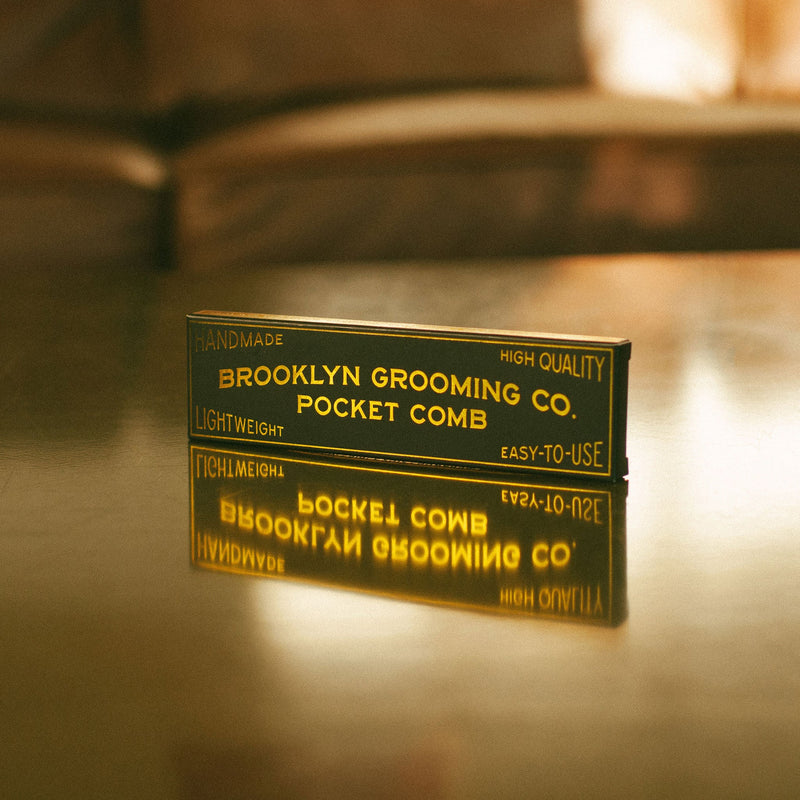 HANDMADE
HIGH QUALITY
BROOKLYN GROOMING CO.
POCKET COMB
LIGHTWEIGHT
EASY-TO-USE